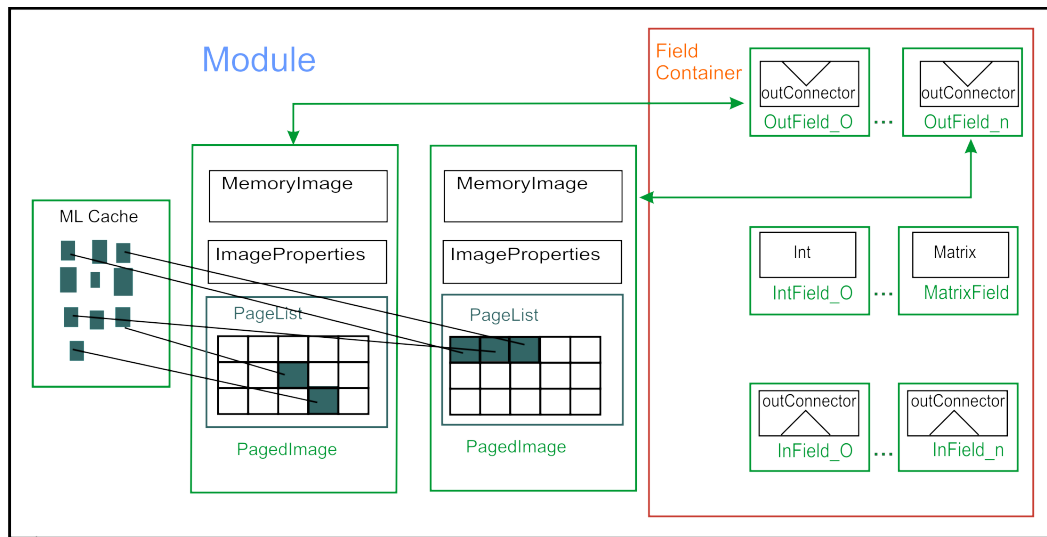 Module
Field
Container
outConnector
OutField_O
...
outConnector
OutField_n
ML Cache
MemoryImage
ImageProperties
PageList
PagedImage
MemoryImage
ImageProperties
PageList
PagedImage
Int
IntField_O
...
Matrix
MatrixField
outConnector
InField_O
...
outConnector
InField_n